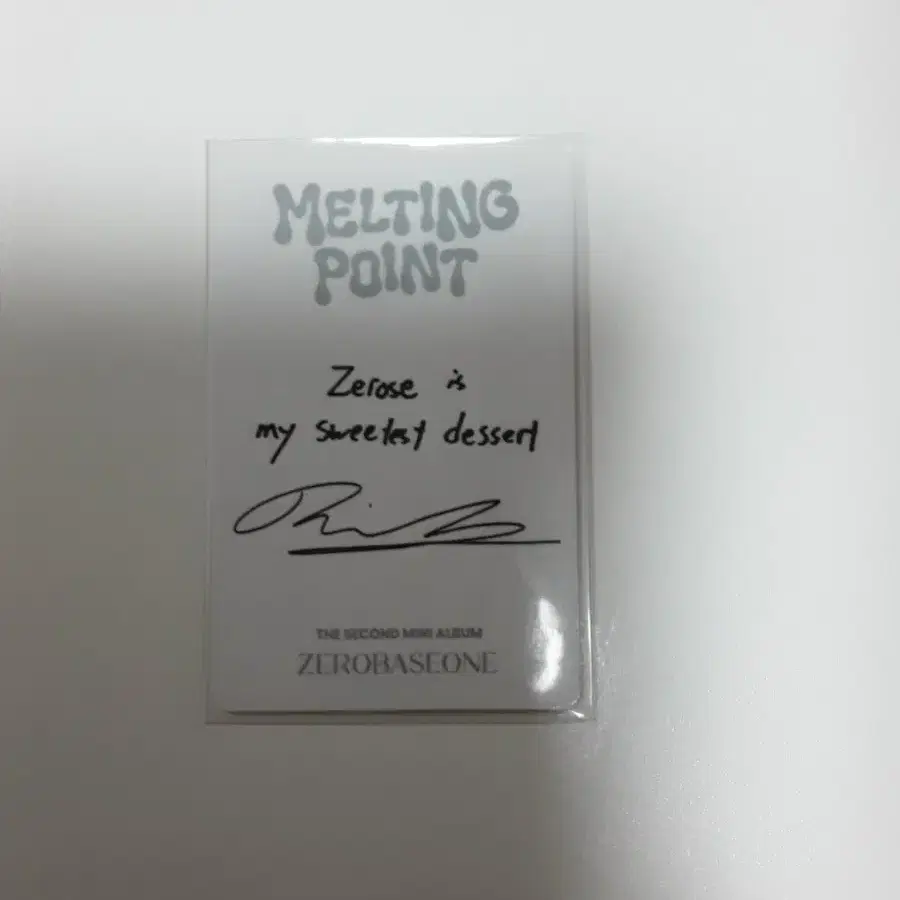 MELTING
POINT
Zerose is
my sweetest dessert
THE SECOND MINI ALBUM
ZEROBASEONE